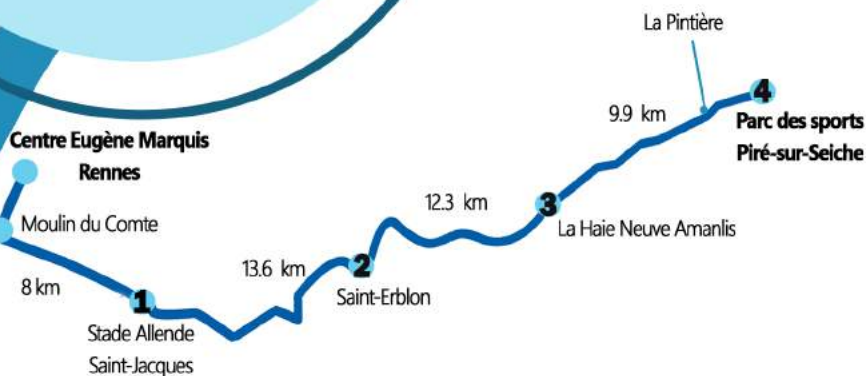 Centre Eugène Marquis
Rennes
Moulin du Comte
8 km
1
Stade Allende
Saint-Jacques
13.6 km
2
Saint-Erblon
12.3 km
3
La Haie Neuve Amanlis
9.9 km
La Pintière
4
Parc des sports
Piré-sur-Seiche